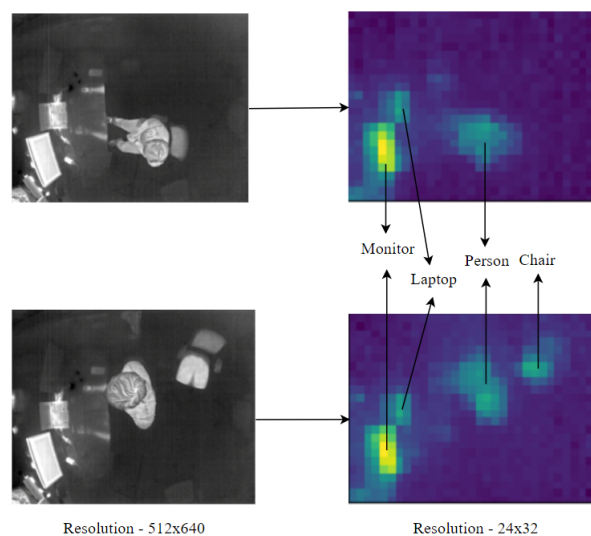 Monitor
Laptop
Person
Chair
Resolution - 512x640
Resolution - 24x32